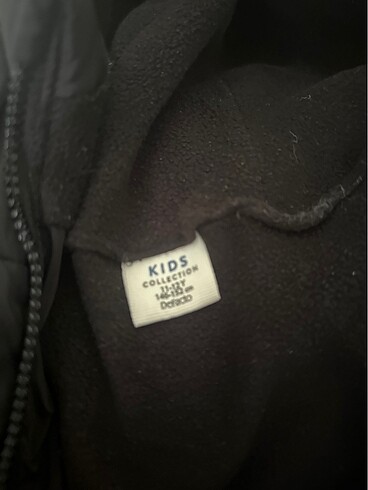 KIDS
COLLECTION
11-12Y
146-152 cm
DeFacto